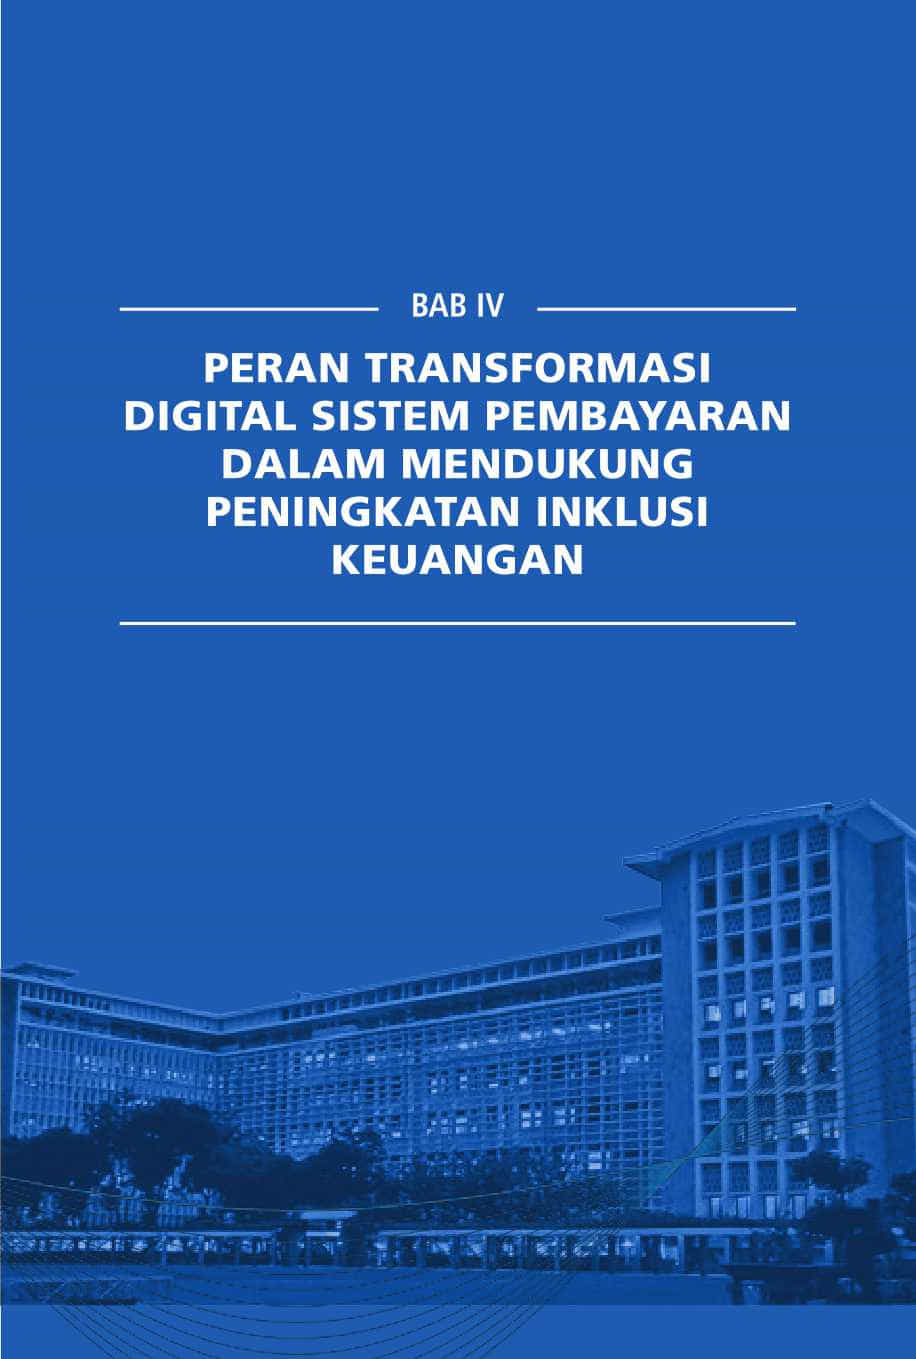 BAB IV
PERAN TRANSFORMASI
DIGITAL SISTEM PEMBAYARAN
DALAM MENDUKUNG
PENINGKATAN INKLUSI
KEUANGAN